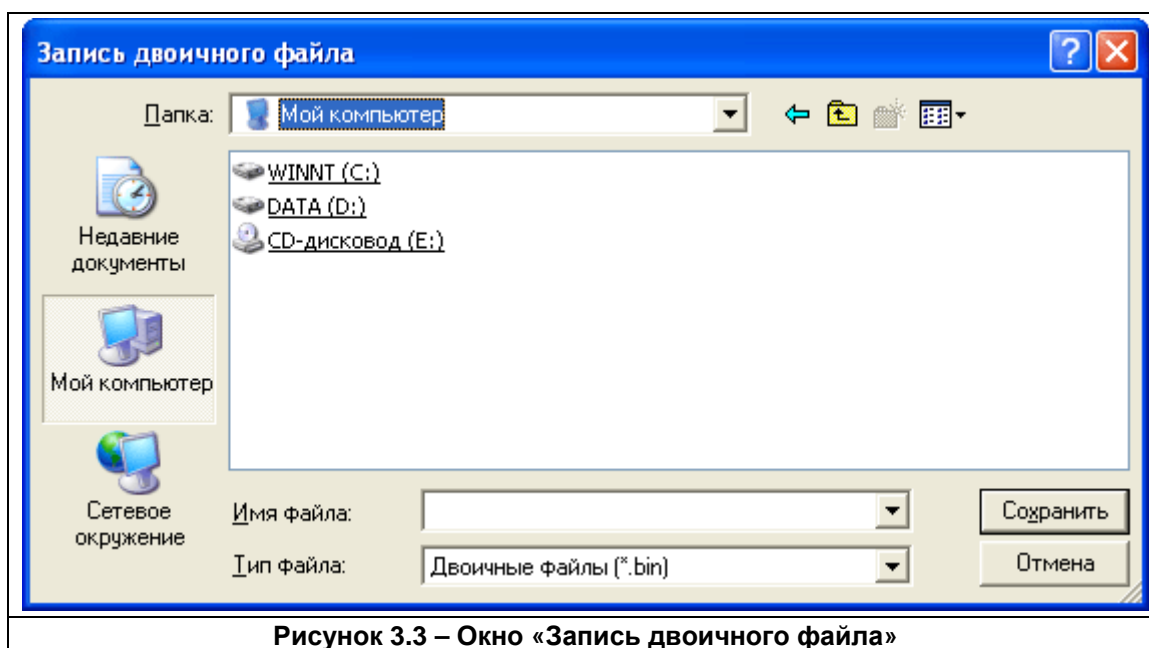 Запись двоичного файла
Папка: Мой компьютер
WINNT (C:)
DATA (D:)
CD-дисковод (E:)
Недавние
документы
Мой компьютер
Сетевое
окружение
Имя файла:
Сохранить
Тип файла: Двоичные файлы (*.bin)
Отмена
Рисунок 3.3 – Окно «Запись двоичного файла»